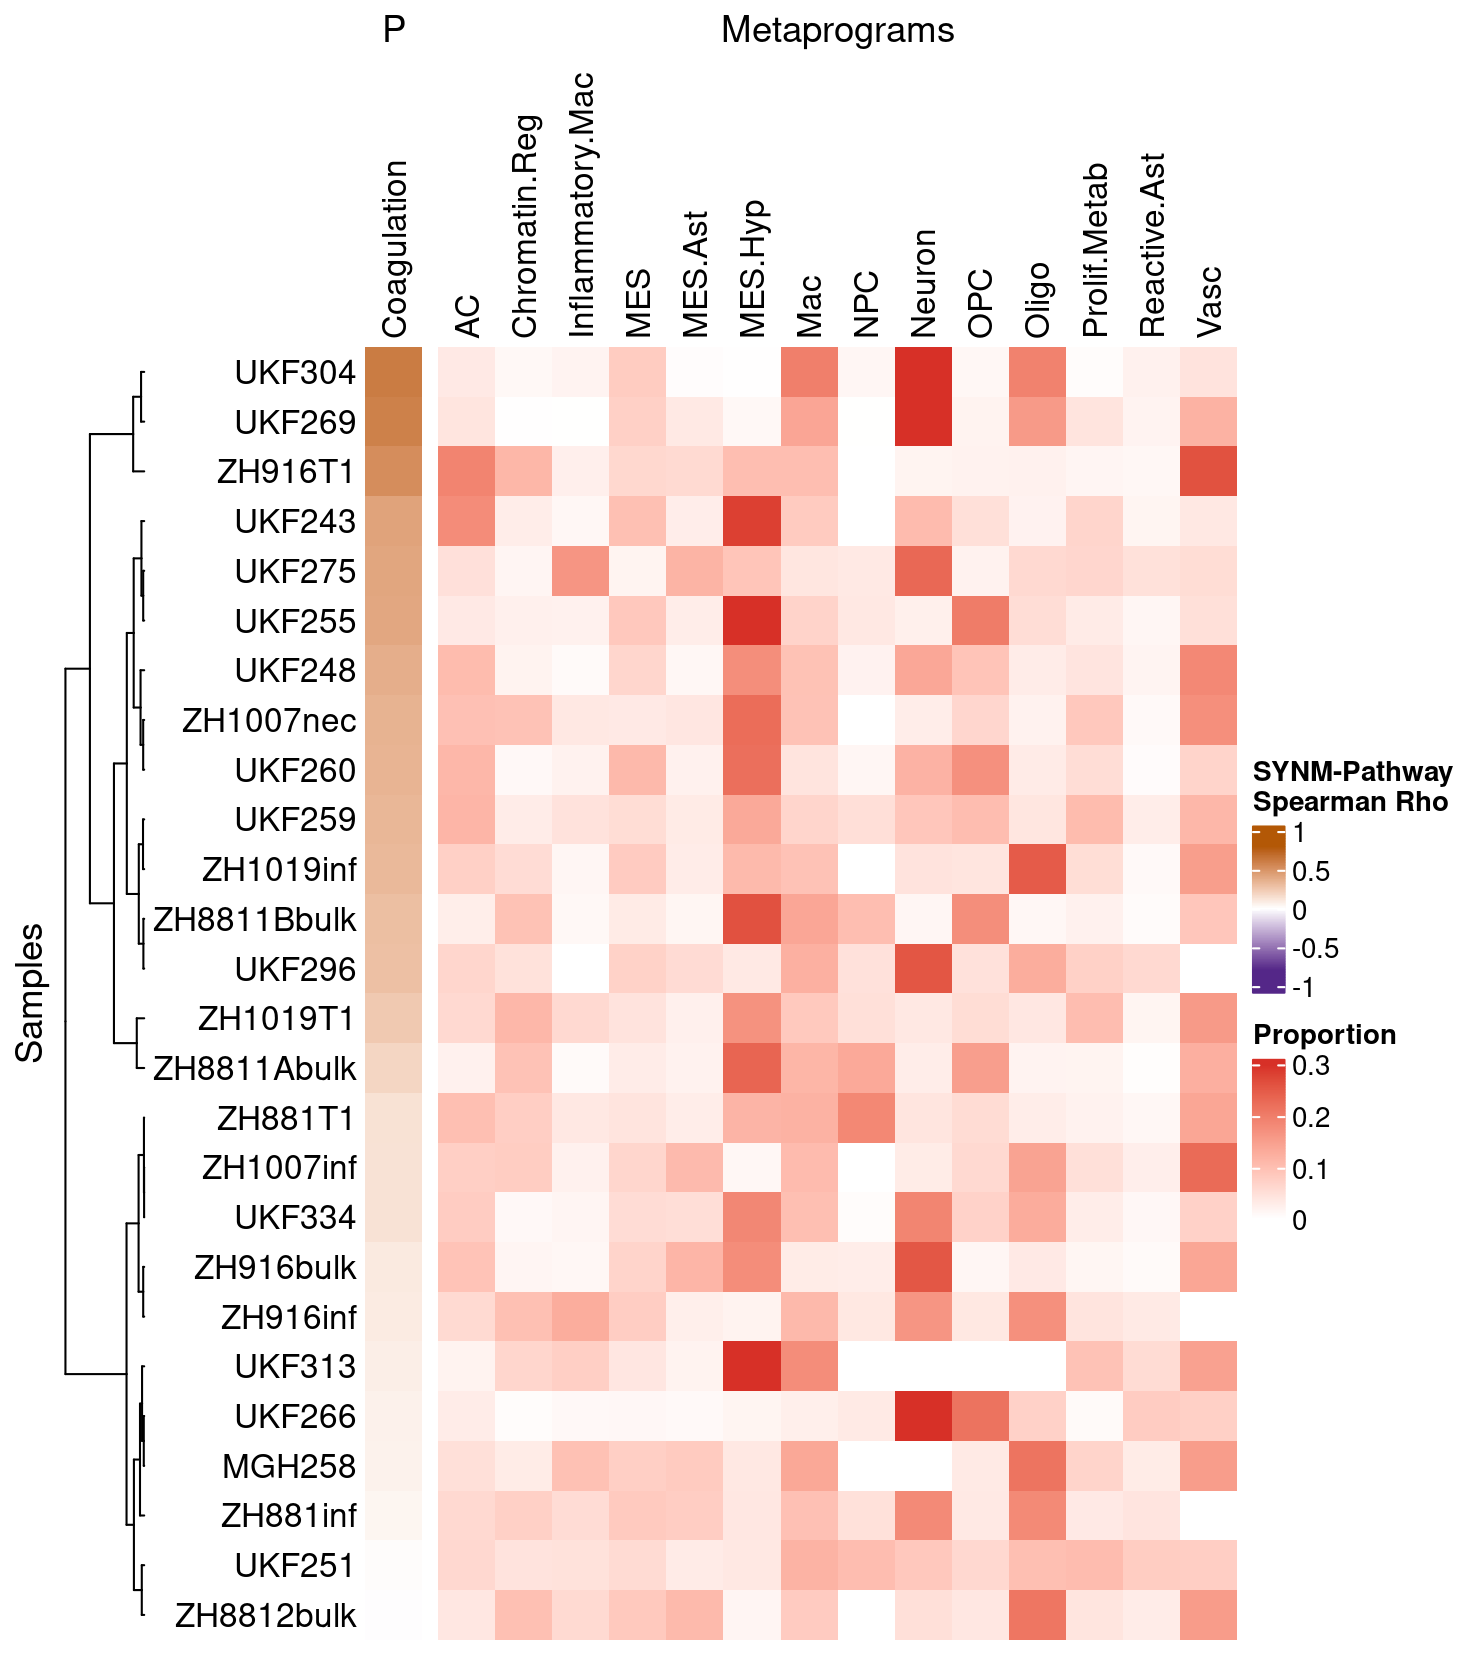 P
Metaprograms
Coagulation
AC
Chromatin.Reg
Inflammatory.Mac
MES
MES.Ast
MES.Hyp
Mac
NPC
Neuron
OPC
Oligo
Prolif.Metab
Reactive.Ast
Vasc
Samples
UKF304
UKF269
ZH916T1
UKF243
UKF275
UKF255
UKF248
ZH1007nec
UKF260
UKF259
ZH1019inf
ZH8811Bbulk
UKF296
ZH1019T1
ZH8811Abulk
ZH881T1
ZH1007inf
UKF334
ZH916bulk
ZH916inf
UKF313
UKF266
MGH258
ZH881inf
UKF251
ZH8812bulk
SYNM-Pathway
Spearman Rho
1
0.5
0
-0.5
-1
Proportion
0.3
0.2
0.1
0